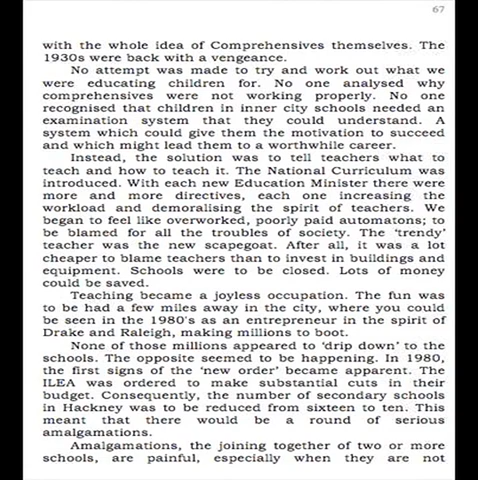 67
with the whole idea of Comprehensives themselves. The
1930s were back with a vengeance.
No attempt was made to try and work out what we
were educating children for. No one analysed why
comprehensives were not working properly. No one
recognised that children in inner city schools needed an
examination system that they could understand. A
system which could give them the motivation to succeed
and which might lead them to a worthwhile career.
Instead, the solution was to tell teachers what to
teach and how to teach it. The National Curriculum was
introduced. With each new Education Minister there were
more and more directives, each one increasing the
workload and demoralising the spirit of teachers. We
began to feel like overworked, poorly paid automatons; to
be blamed for all the troubles of society. The 'trendy'
teacher was the new scapegoat. After all, it was a lot
cheaper to blame teachers than to invest in buildings and
equipment. Schools were to be closed. Lots of money
could be saved.
Teaching became a joyless occupation. The fun was
to be had a few miles away in the city, where you could
be seen in the 1980's as an entrepreneur in the spirit of
Drake and Raleigh, making millions to boot.
None of those millions appeared to 'drip down' to the
schools. The opposite seemed to be happening. In 1980,
the first signs of the 'new order' became apparent. The
ILEA was ordered to make substantial cuts in their
budget. Consequently, the number of secondary schools
in Hackney was to be reduced from sixteen to ten. This
meant that there would be a round of serious
amalgamations.
Amalgamations, the joining together of two or more
schools, are painful, especially when they are not